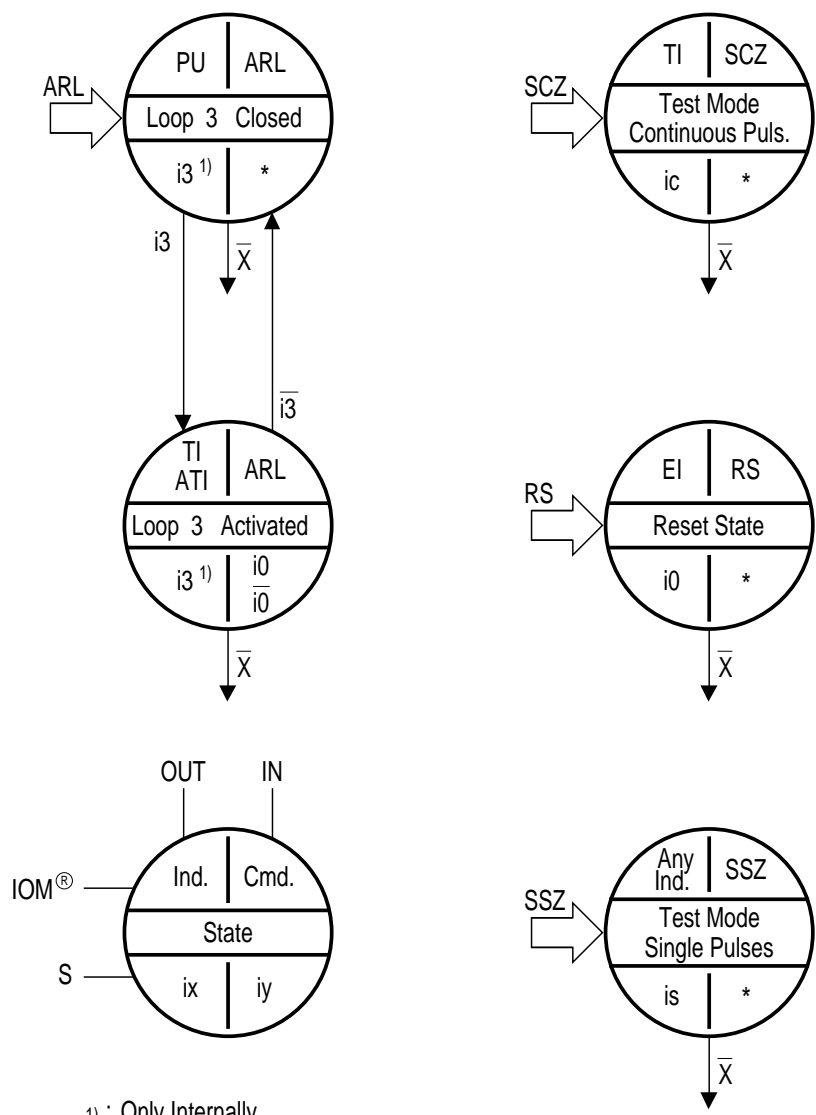 ARL
PU
ARL
Loop 3 Closed
i3 1)
*
i3
X̅
i̅3̅
TI
ATI
ARL
Loop 3 Activated
i3 1)
i0
i̅0̅
X̅
OUT
IN
IOM®
Ind.
Cmd.
State
S
ix
iy
1) : Only Internally
SCZ
TI
SCZ
Test Mode
Continuous Puls.
ic
*
X̅
RS
EI
RS
Reset State
i0
*
X̅
SSZ
Any
Ind.
SSZ
Test Mode
Single Pulses
is
*
X̅